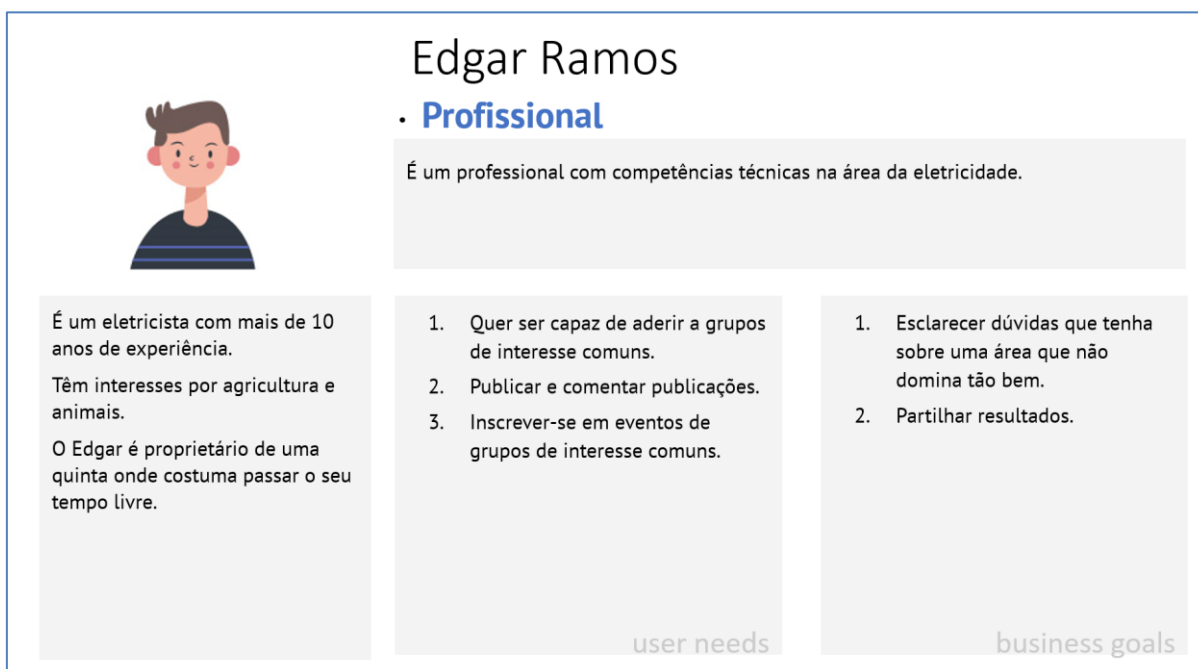 Edgar Ramos
• Profissional
É um professional com competências técnicas na área da eletricidade.
É um eletricista com mais de 10
anos de experiência.
Têm interesses por agricultura e
animais.
O Edgar é proprietário de uma
quinta onde costuma passar o seu
tempo livre.
1. Quer ser capaz de aderir a grupos
de interesse comuns.
2. Publicar e comentar publicações.
3. Inscrever-se em eventos de
grupos de interesse comuns.
user needs
1. Esclarecer dúvidas que tenha
sobre uma área que não
domina tão bem.
2. Partilhar resultados.
business goals